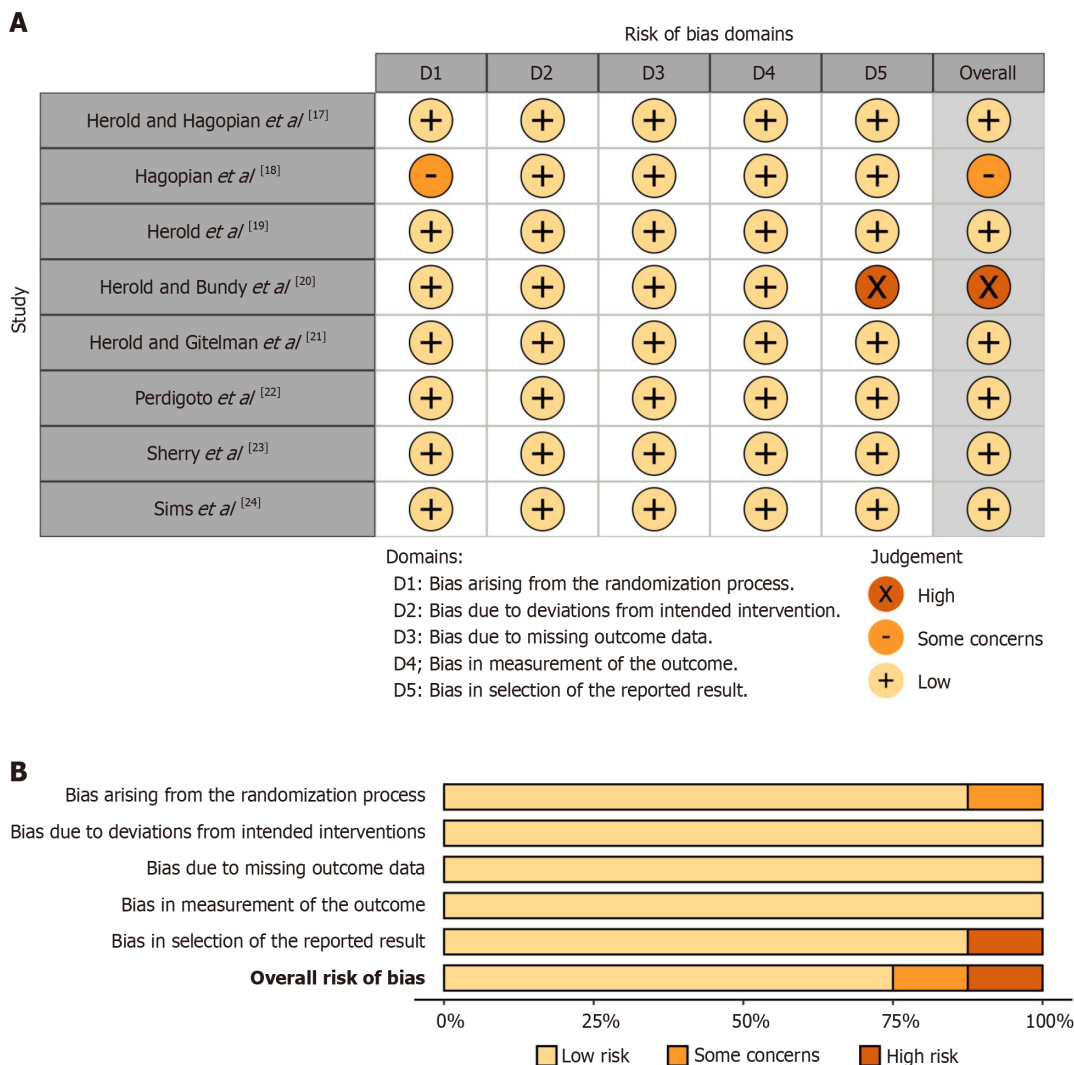 A
Risk of bias domains
D1 D2 D3 D4 D5 Overall
Study
Herold and Hagopian et al [17] + + + + + +
Hagopian et al [18] - + + + + -
Herold et al [19] + + + + + +
Herold and Bundy et al [20] + + + + X X
Herold and Gitelman et al [21] + + + + + +
Perdigoto et al [22] + + + + + +
Sherry et al [23] + + + + + +
Sims et al [24] + + + + + +
Domains:
D1: Bias arising from the randomization process.
D2: Bias due to deviations from intended intervention.
D3: Bias due to missing outcome data.
D4; Bias in measurement of the outcome.
D5: Bias in selection of the reported result.
Judgement
X High
- Some concerns
+ Low
B
Bias arising from the randomization process
Bias due to deviations from intended interventions
Bias due to missing outcome data
Bias in measurement of the outcome
Bias in selection of the reported result
Overall risk of bias
0% 25% 50% 75% 100%
Low risk Some concerns High risk